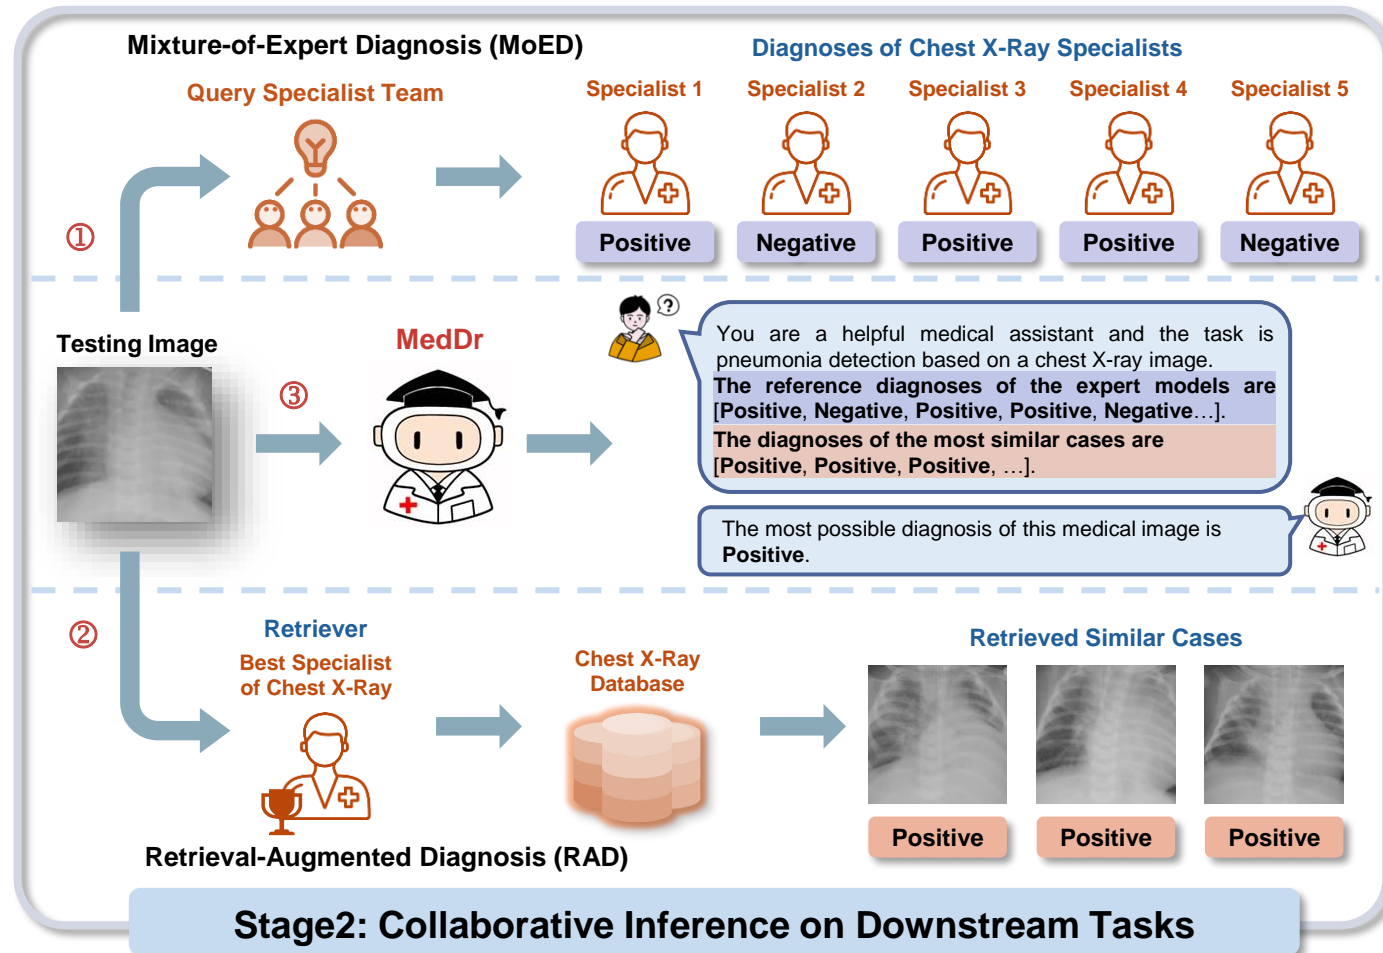 Mixture-of-Expert Diagnosis (MoED)
Diagnoses of Chest X-Ray Specialists
Query Specialist Team
Specialist 1
Specialist 2
Specialist 3
Specialist 4
Specialist 5
Positive
Negative
Positive
Positive
Negative
①
Testing Image
③
MedDr
?
You are a helpful medical assistant and the task is
pneumonia detection based on a chest X-ray image.
The reference diagnoses of the expert models are
[Positive, Negative, Positive, Positive, Negative…].
The diagnoses of the most similar cases are
[Positive, Positive, Positive, …].
The most possible diagnosis of this medical image is
Positive.
②
Retriever
Best Specialist
of Chest X-Ray
Chest X-Ray
Database
Retrieved Similar Cases
Positive
Positive
Positive
Retrieval-Augmented Diagnosis (RAD)
Stage2: Collaborative Inference on Downstream Tasks